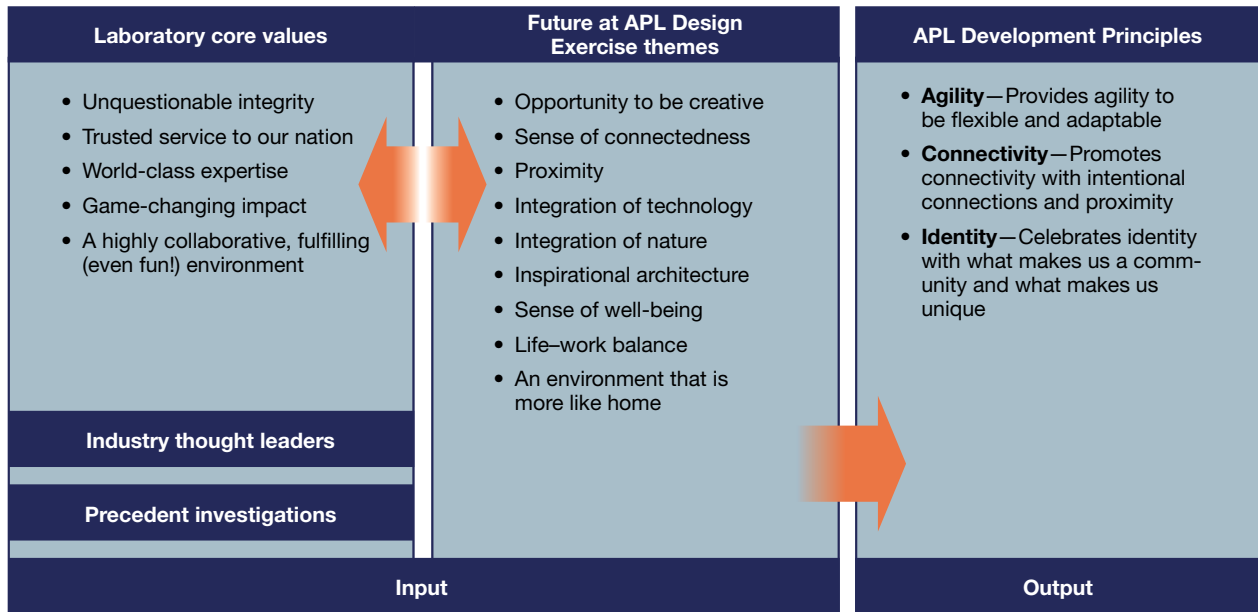 Laboratory core values
• Unquestionable integrity
• Trusted service to our nation
• World-class expertise
• Game-changing impact
• A highly collaborative, fulfilling
(even fun!) environment
Industry thought leaders
Precedent investigations
Future at APL Design
Exercise themes
• Opportunity to be creative
• Sense of connectedness
• Proximity
• Integration of technology
• Integration of nature
• Inspirational architecture
• Sense of well-being
• Life–work balance
• An environment that is
more like home
Input
APL Development Principles
• Agility—Provides agility to
be flexible and adaptable
• Connectivity—Promotes
connectivity with intentional
connections and proximity
• Identity—Celebrates identity
with what makes us a comm-
unity and what makes us
unique
Output